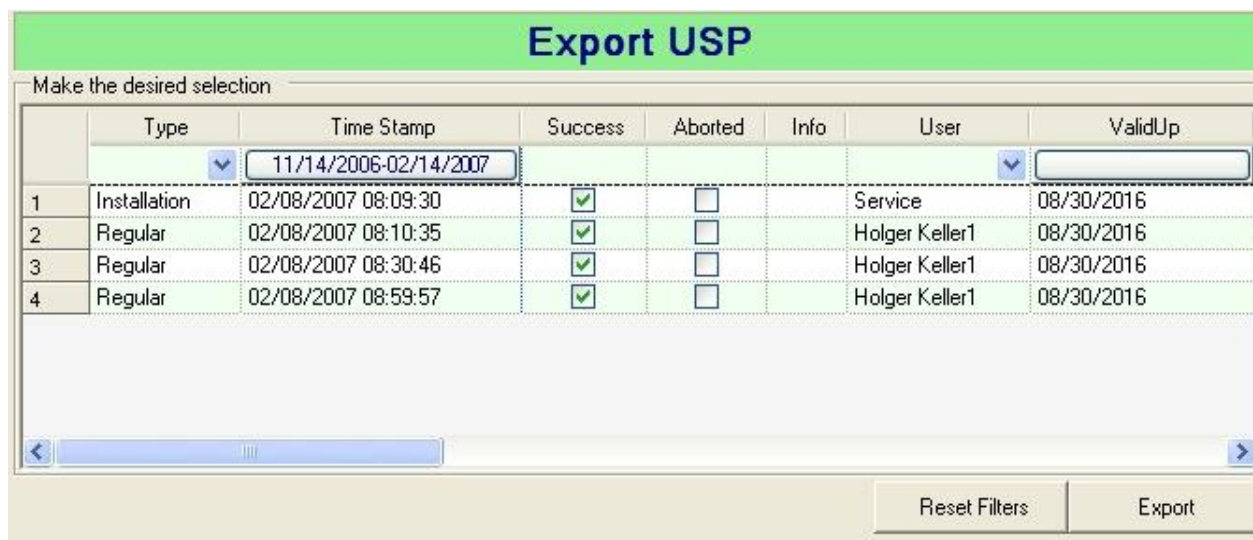 Export USP
Make the desired selection
Type Time Stamp Success Aborted Info User ValidUp
11/14/2006-02/14/2007
1 Installation 02/08/2007 08:09:30 Service 08/30/2016
2 Regular 02/08/2007 08:10:35 Holger Keller1 08/30/2016
3 Regular 02/08/2007 08:30:46 Holger Keller1 08/30/2016
4 Regular 02/08/2007 08:59:57 Holger Keller1 08/30/2016
Reset Filters Export